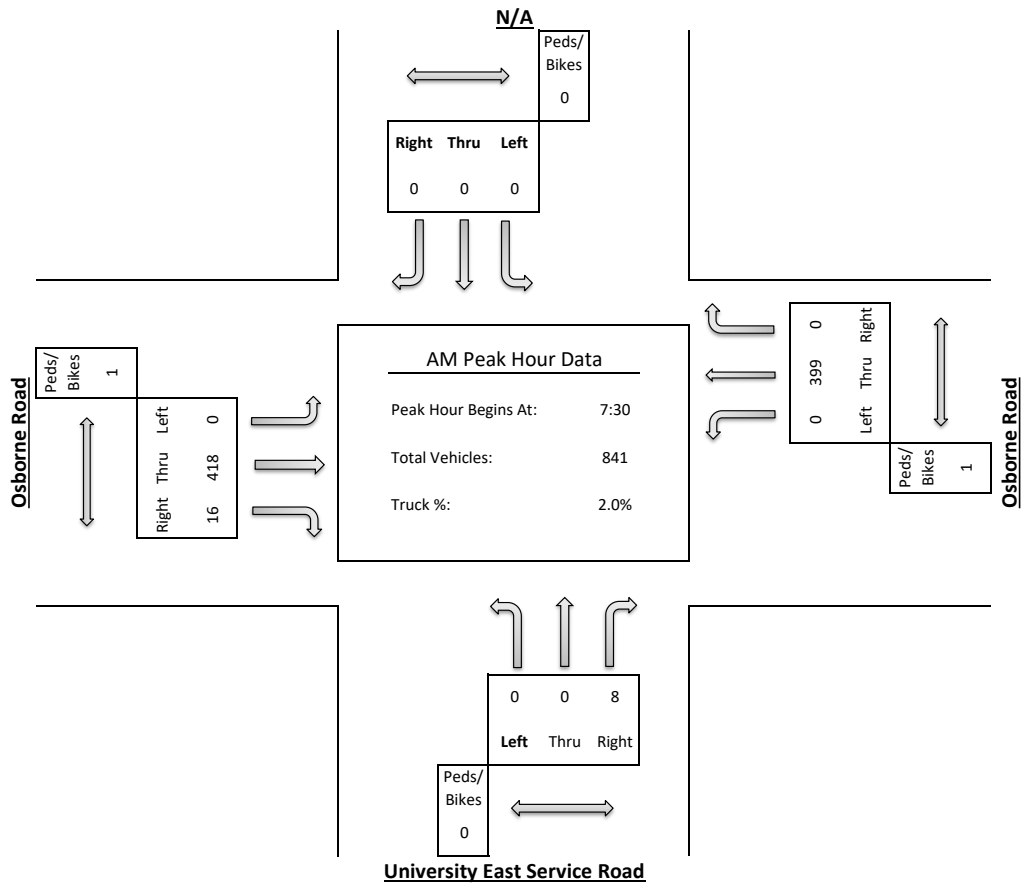 N/A
Peds/
Bikes
0
Right Thru Left
0 0 0
Osborne Road
Peds/
Bikes
1
Left 0
Thru 418
Right 16
AM Peak Hour Data
Peak Hour Begins At: 7:30
Total Vehicles: 841
Truck %: 2.0%
0 Right
399 Thru
0 Left
Peds/
Bikes
1
Osborne Road
0 0 8
Left Thru Right
Peds/
Bikes
0
University East Service Road